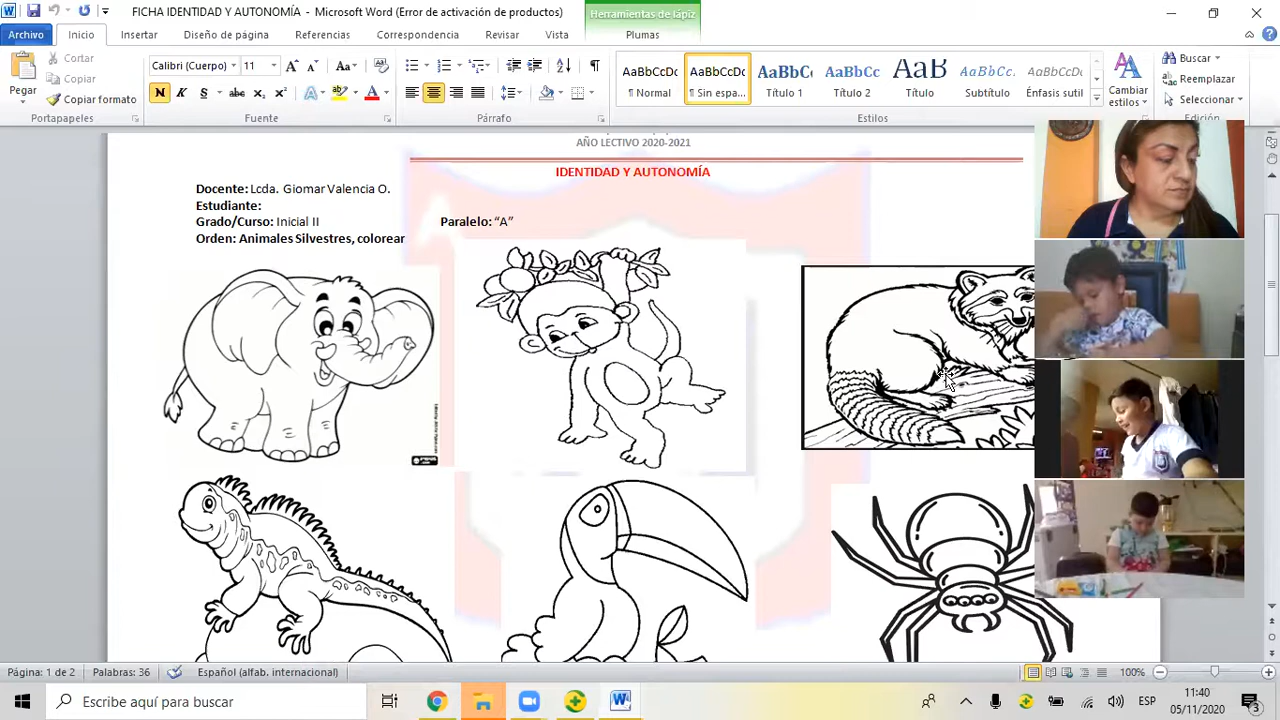 FICHA IDENTIDAD Y AUTONOMÍA - Microsoft Word (Error de activación de productos)
Herramientas de lápiz
Archivo Inicio Insertar Diseño de página Referencias Correspondencia Revisar Vista Plumas
Cortar
Copiar
Copiar formato
Pegar
Portapapeles
Calibri (Cuerpo) 11
Fuente
Párrafo
AaBbCcDc AaBbCcDc AaBbC AaBbCc AaB AaBbCc. AaBbCcDc
¶ Normal ¶ Sin espa... Título 1 Título 2 Título Subtítulo Énfasis sutil
Cambiar estilos
Estilos
Buscar
Reemplazar
Seleccionar
Edición
AÑO LECTIVO 2020-2021
IDENTIDAD Y AUTONOMÍA
Docente: Lcda. Giomar Valencia O.
Estudiante:
Grado/Curso: Inicial II Paralelo: “A”
Orden: Animales Silvestres, colorear
Página: 1 de 2 Palabras: 36 Español (alfab. internacional) 100%
Escribe aquí para buscar
ESP
11:40
05/11/2020
3